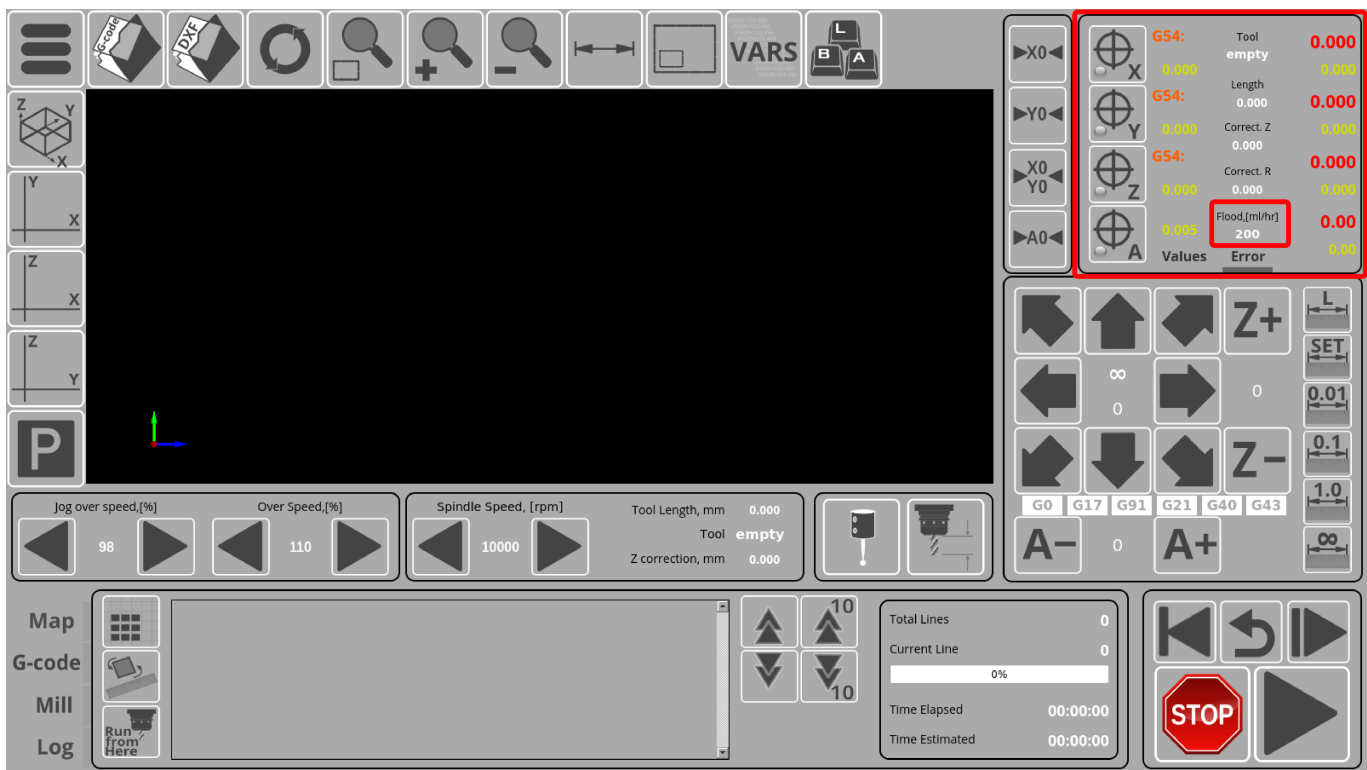 G-code
DXF
VARS
L
B
A
Z
Y
X
Y
X
Z
X
Z
Y
P
▶X0◀
▶Y0◀
▶X0◀
Y0
▶A0◀
X
G54:
0.000
Tool
empty
0.000
0.000
Y
G54:
0.000
Length
0.000
Correct. Z
0.000
0.000
0.000
Z
G54:
0.000
Correct. R
0.000
0.000
0.000
A
0.005
Flood,[ml/hr]
200
0.00
0.00
Values Error
Z+
∞
0
0
Z-
G0 G17 G91 G21 G40 G43
A-
0
A+
L
SET
0.01
0.1
1.0
∞
Jog over speed,[%]
98
Over Speed,[%]
110
Spindle Speed, [rpm]
10000
Tool Length, mm 0.000
Tool empty
Z correction, mm 0.000
Map
G-code
Mill
Log
Run
from
Here
10
10
Total Lines 0
Current Line 0
0%
Time Elapsed 00:00:00
Time Estimated 00:00:00
STOP